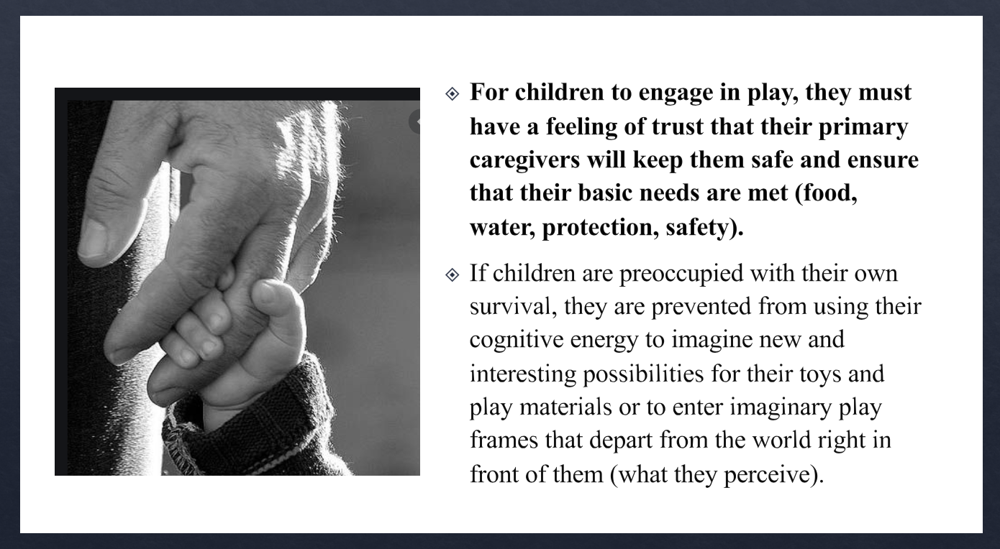 For children to engage in play, they must
have a feeling of trust that their primary
caregivers will keep them safe and ensure
that their basic needs are met (food,
water, protection, safety).
If children are preoccupied with their own
survival, they are prevented from using their
cognitive energy to imagine new and
interesting possibilities for their toys and
play materials or to enter imaginary play
frames that depart from the world right in
front of them (what they perceive).